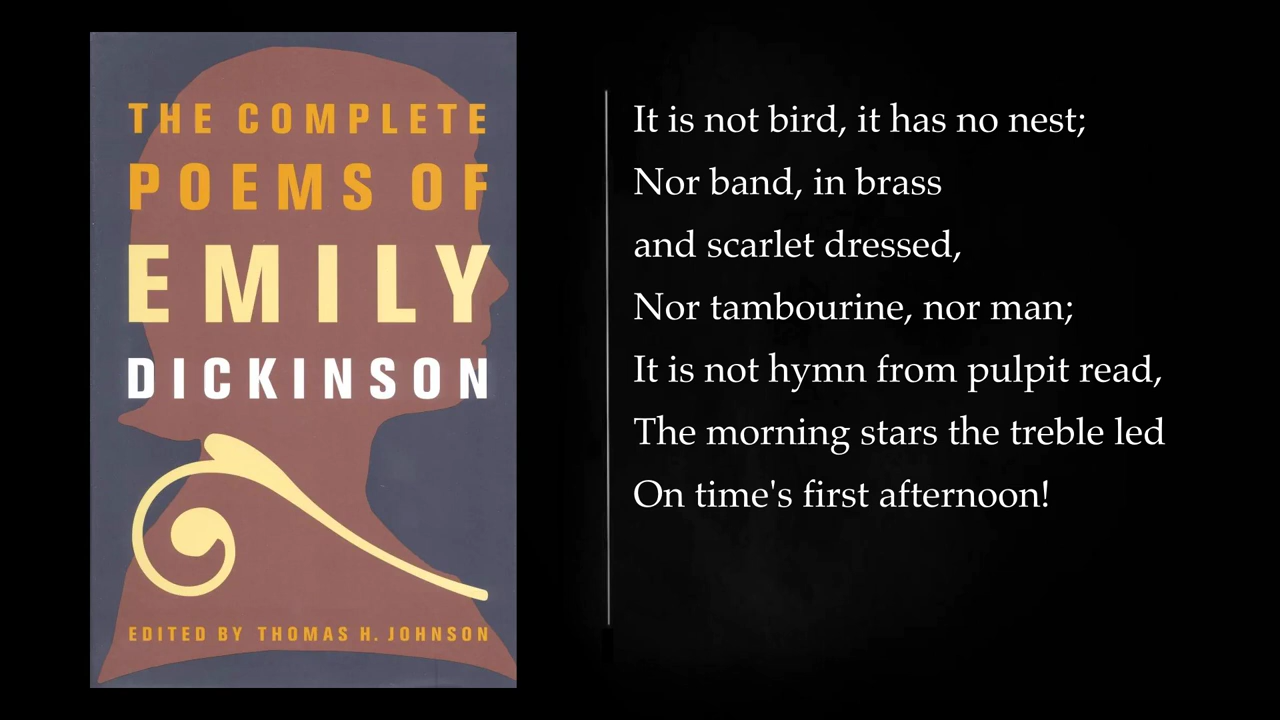 THE COMPLETE
POEMS OF
EMILY
DICKINSON
EDITED BY THOMAS H. JOHNSON
It is not bird, it has no nest;
Nor band, in brass
and scarlet dressed,
Nor tambourine, nor man;
It is not hymn from pulpit read,
The morning stars the treble led
On time's first afternoon!